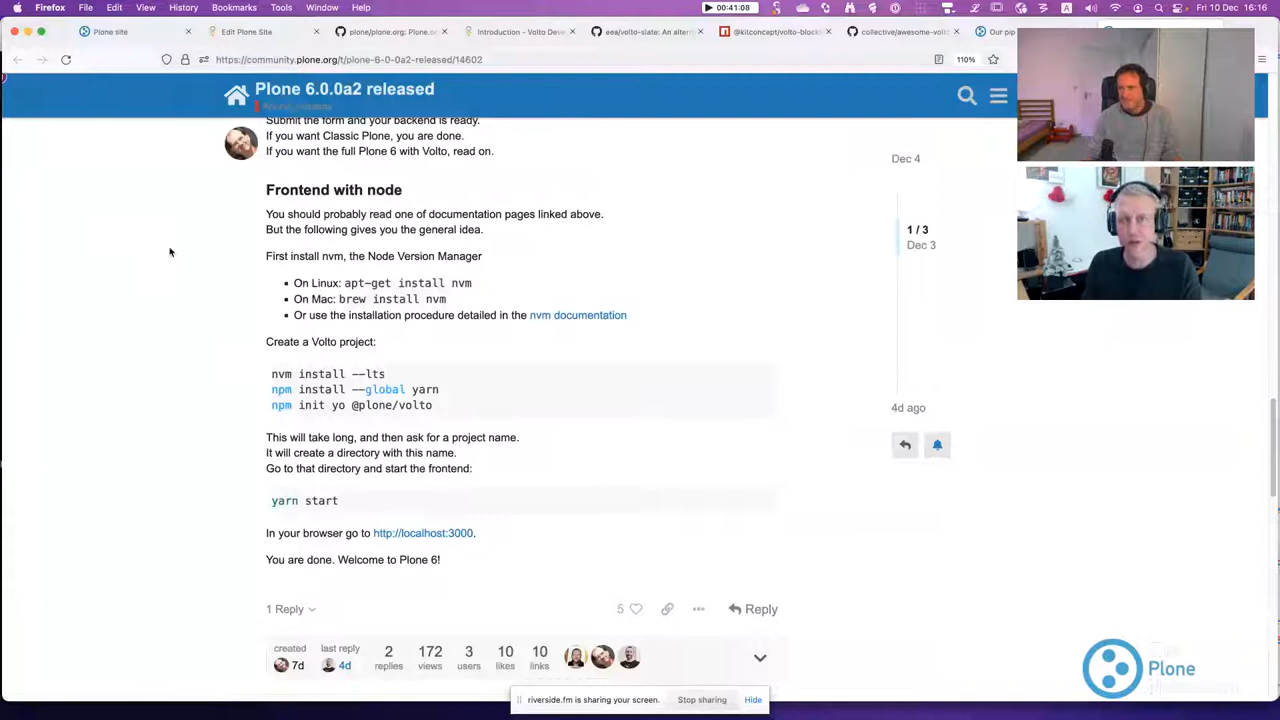 Firefox File Edit View History Bookmarks Tools Window Help
00:41:08
Fri 10 Dec 16:16
Plone site
Edit Plone Site
plone/plone.org: Plone.o
Introduction - Volto Deve
eea/volto-slate: An altern
@kitconcept/volto-block
collective/awesome-volt
Our pip
https://community.plone.org/t/plone-6-0-0a2-released/14602
110%
Plone 6.0.0a2 released
Submit the form and your backend is ready.
If you want Classic Plone, you are done.
If you want the full Plone 6 with Volto, read on.
Dec 4
Frontend with node
You should probably read one of documentation pages linked above.
But the following gives you the general idea.
1 / 3
Dec 3
First install nvm, the Node Version Manager
On Linux: apt-get install nvm
On Mac: brew install nvm
Or use the installation procedure detailed in the nvm documentation
Create a Volto project:
nvm install --lts
npm install --global yarn
npm init yo @plone/volto
4d ago
This will take long, and then ask for a project name.
It will create a directory with this name.
Go to that directory and start the frontend:
yarn start
In your browser go to http://localhost:3000.
You are done. Welcome to Plone 6!
1 Reply
5
Reply
created
7d
last reply
4d
2
replies
172
views
3
users
10
likes
10
links
Plone
riverside.fm is sharing your screen.
Stop sharing
Hide